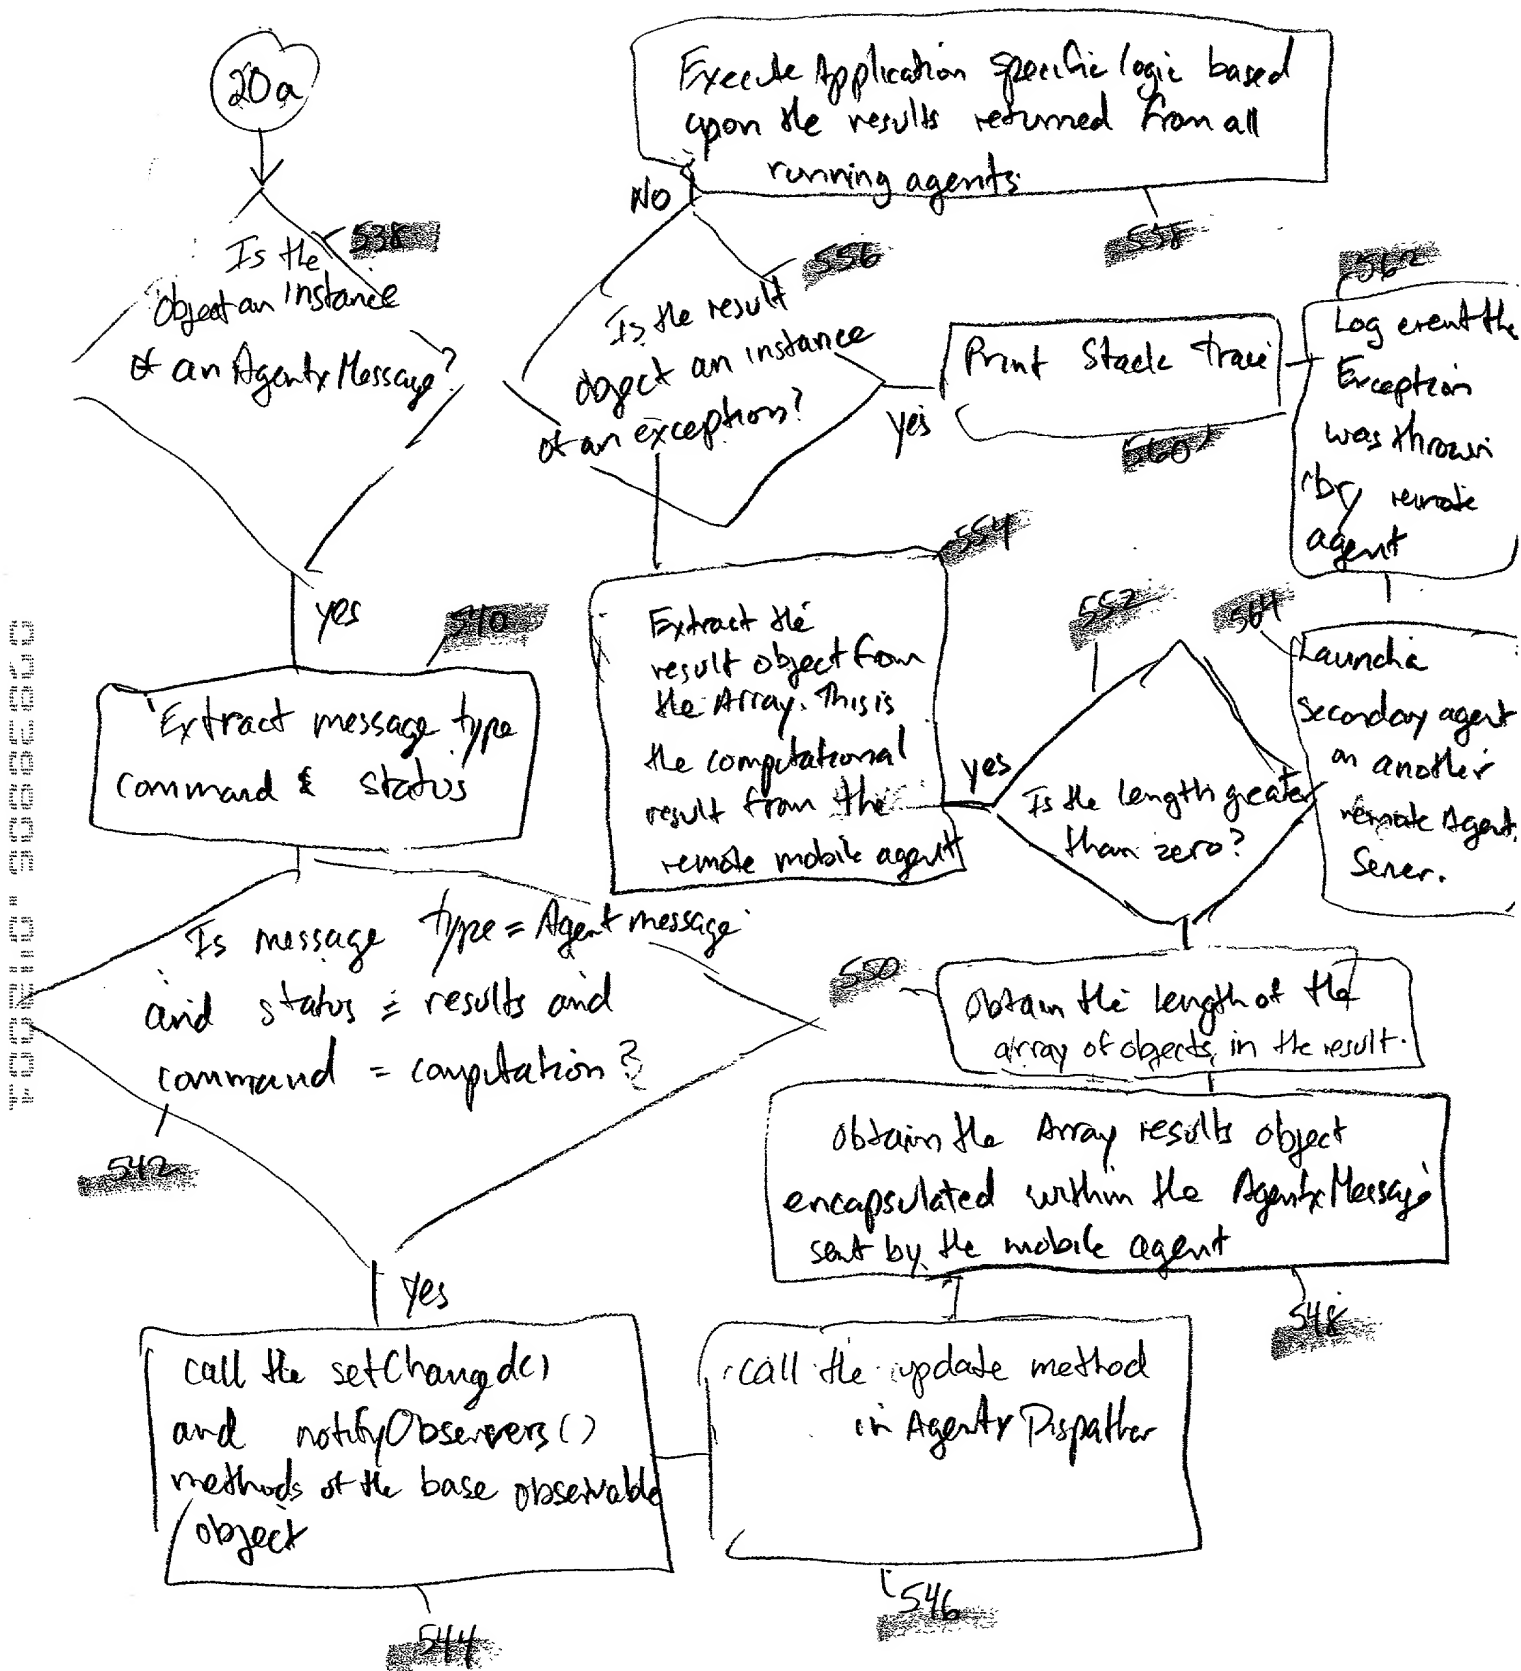 20a
Execute Application specific logic based
upon the results returned from all
running agents.
No
538
558
Is the
object an instance
of an AgentxMessage?
556
Is the result
object an instance
of an exception?
yes
Print Stack Trace
560
562
Log event the
Exception
was thrown
by remote
agent
yes
540
Extract message type
command & status
554
Extract the
result object from
the Array. This is
the computational
result from the
remote mobile agent
yes
552
Is the length greater
than zero?
564
Launch a
Secondary agent
on another
remote Agent
Server.
Is message type = Agent message
and status = results and
command = computation?
542
550
Obtain the length of the
array of objects in the result.
Obtain the Array results object
encapsulated within the AgentxMessage
sent by the mobile agent
548
yes
call the setChanged()
and notifyObservers()
methods of the base observable
object
544
call the update method
in AgentxDispather
546